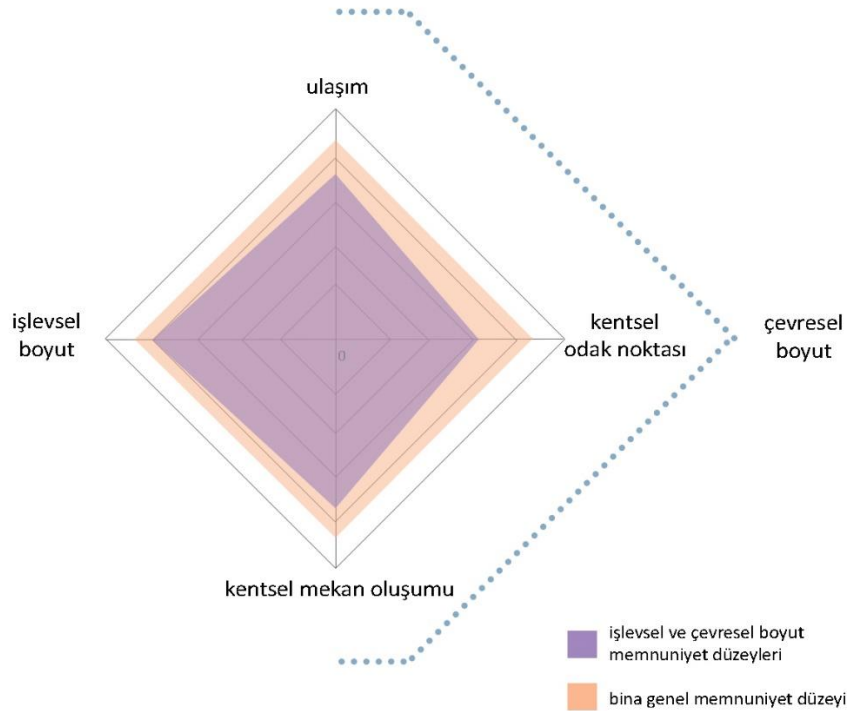 ulaşım
işlevsel
boyut
kentsel
odak noktası
çevresel
boyut
0
kentsel mekan oluşumu
işlevsel ve çevresel boyut
memnuniyet düzeyleri
bina genel memnuniyet düzeyi